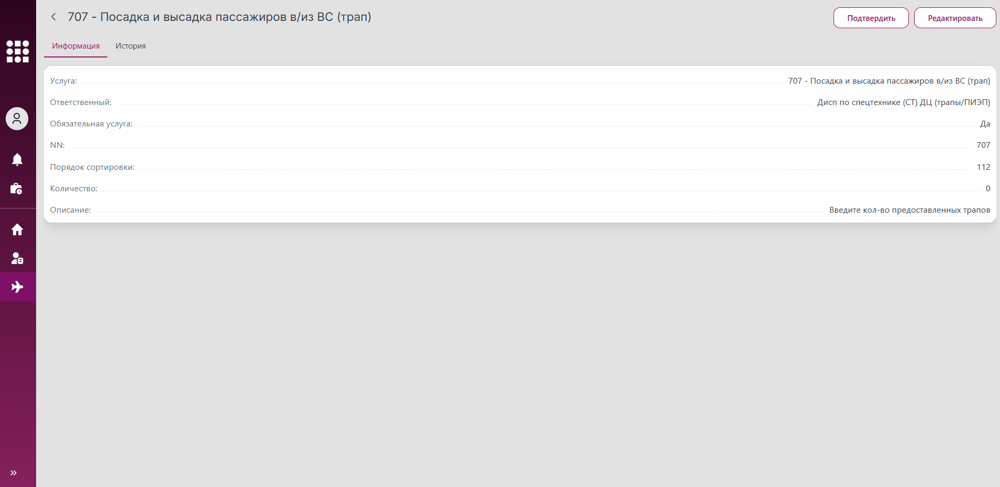 707 - Посадка и высадка пассажиров в/из ВС (трап)
Подтвердить
Редактировать
Информация
История
Услуга: 707 - Посадка и высадка пассажиров в/из ВС (трап)
Ответственный: Дисп по спецтехнике (СТ) ДЦ (трапы/ПИЭП)
Обязательная услуга: Да
NN: 707
Порядок сортировки: 112
Количество: 0
Описание: Введите кол-во предоставленных трапов